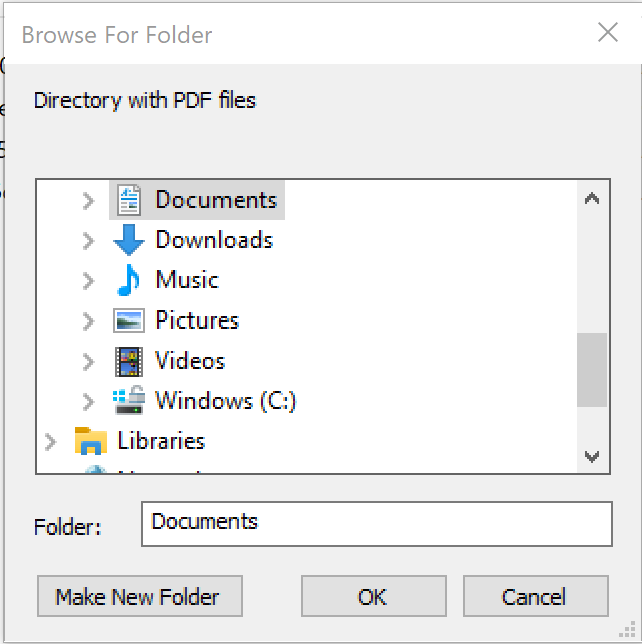 Browse For Folder
Directory with PDF files
Documents
Downloads
Music
Pictures
Videos
Windows (C:)
Libraries
Folder: Documents
Make New Folder OK Cancel